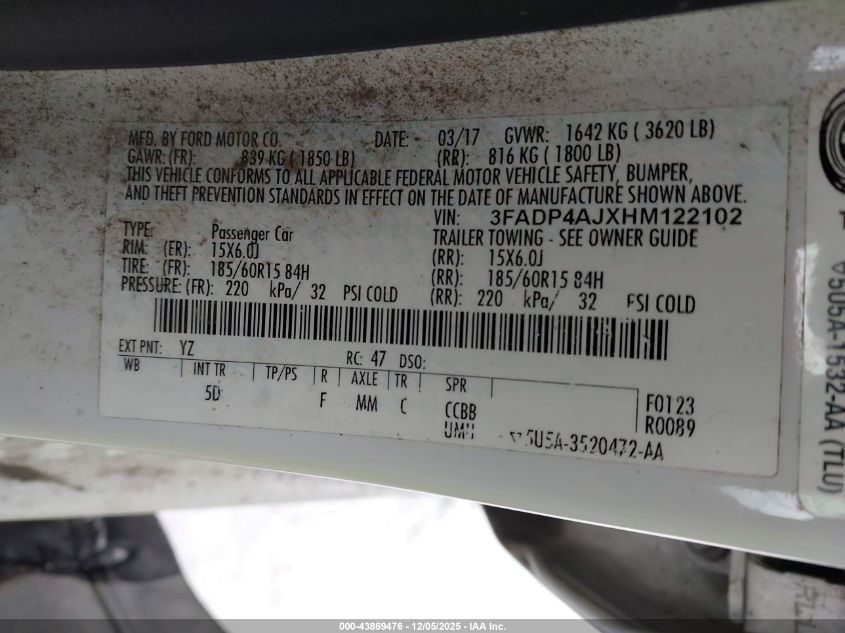 MFD. BY FORD MOTOR CO. DATE: 03/17 GVWR: 1642 KG ( 3620 LB)
GAWR: (FR): 839 KG ( 1850 LB) (RR): 816 KG ( 1800 LB)
THIS VEHICLE CONFORMS TO ALL APPLICABLE FEDERAL MOTOR VEHICLE SAFETY, BUMPER,
AND THEFT PREVENTION STANDARDS IN EFFECT ON THE DATE OF MANUFACTURE SHOWN ABOVE.
VIN: 3FADP4AJXHM122102
TYPE: Passenger Car TRAILER TOWING - SEE OWNER GUIDE
RIM: (FR): 15X6.0J (RR): 15X6.0J
TIRE: (FR): 185/60R15 84H (RR): 185/60R15 84H
PRESSURE: (FR): 220 kPa/ 32 PSI COLD (RR): 220 kPa/ 32 PSI COLD
EXT PNT: YZ RC: 47 DSO:
WB INT TR TP/PS R AXLE TR SPR
5D F MM C CCBB
F0123
R0089
5U5A-3520472-AA
5U5A-1532-AA (TLU)
000-43869476 - 12/05/2025 - IAA Inc.